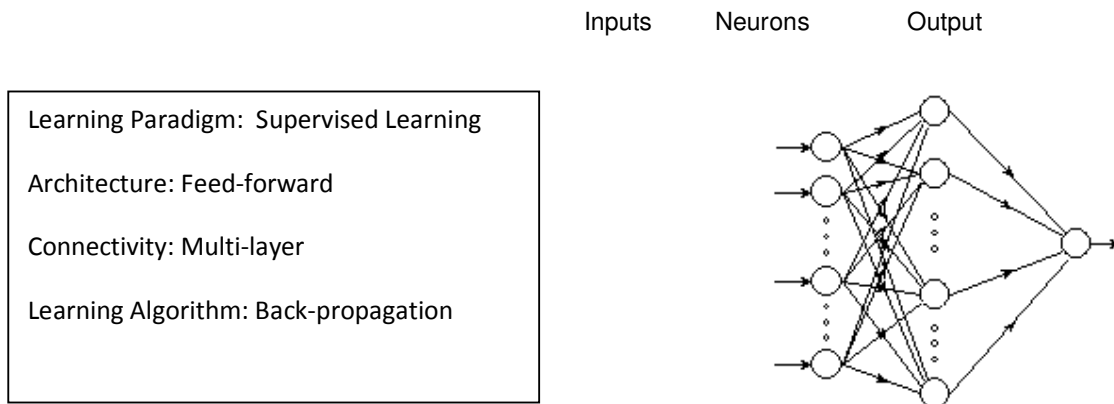 Inputs Neurons Output
Learning Paradigm: Supervised Learning
Architecture: Feed-forward
Connectivity: Multi-layer
Learning Algorithm: Back-propagation